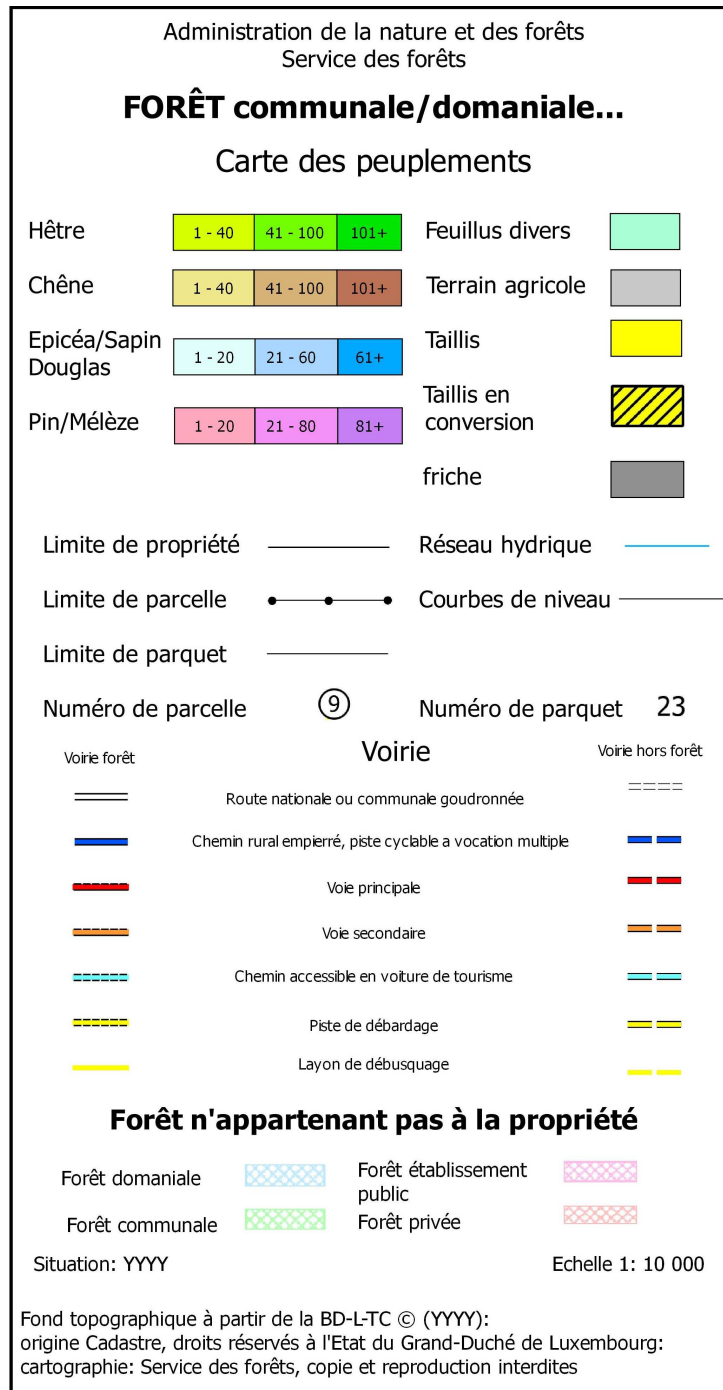 Administration de la nature et des forêts
Service des forêts
FORÊT communale/domaniale...
Carte des peuplements
Hêtre 1 - 40 41 - 100 101+ Feuillus divers
Chêne 1 - 40 41 - 100 101+ Terrain agricole
Epicéa/Sapin
Douglas 1 - 20 21 - 60 61+ Taillis
Taillis en
conversion
Pin/Mélèze 1 - 20 21 - 80 81+
friche
Limite de propriété Réseau hydrique
Limite de parcelle Courbes de niveau
Limite de parquet
Numéro de parcelle 9 Numéro de parquet 23
Voirie forêt Voirie Voirie hors forêt
Route nationale ou communale goudronnée
Chemin rural empierré, piste cyclable a vocation multiple
Voie principale
Voie secondaire
Chemin accessible en voiture de tourisme
Piste de débardage
Layon de débusquage
Forêt n'appartenant pas à la propriété
Forêt domaniale Forêt établissement
public
Forêt communale Forêt privée
Situation: YYYY Echelle 1: 10 000
Fond topographique à partir de la BD-L-TC © (YYYY):
origine Cadastre, droits réservés à l'Etat du Grand-Duché de Luxembourg:
cartographie: Service des forêts, copie et reproduction interdites